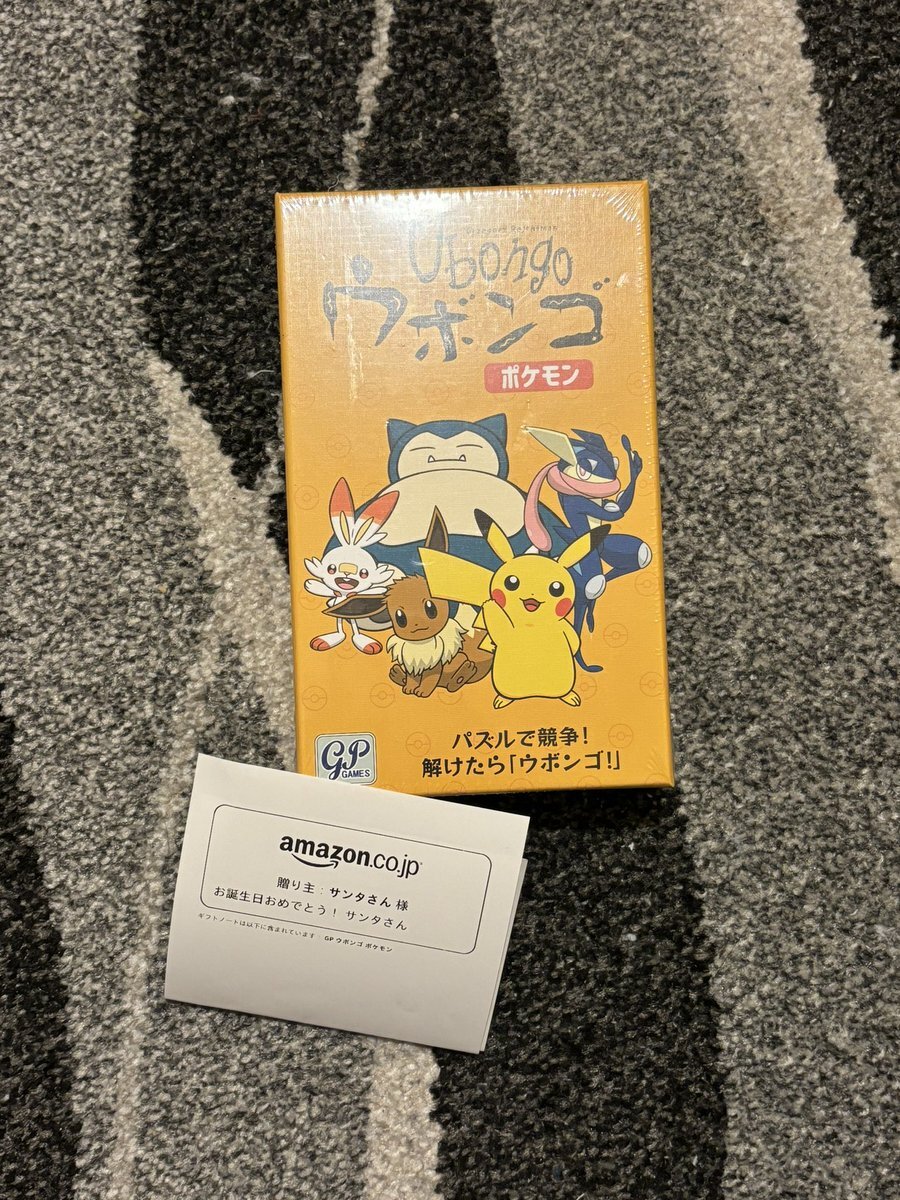 Ubongo
ウボンゴ
ポケモン
パズルで競争!
解けたら「ウボンゴ!」
GP
GAMES
amazon.co.jp
贈り主 : サンタさん 様
お誕生日おめでとう! サンタさん
ギフトノートは以下に含まれています : GP ウボンゴ ポケモン